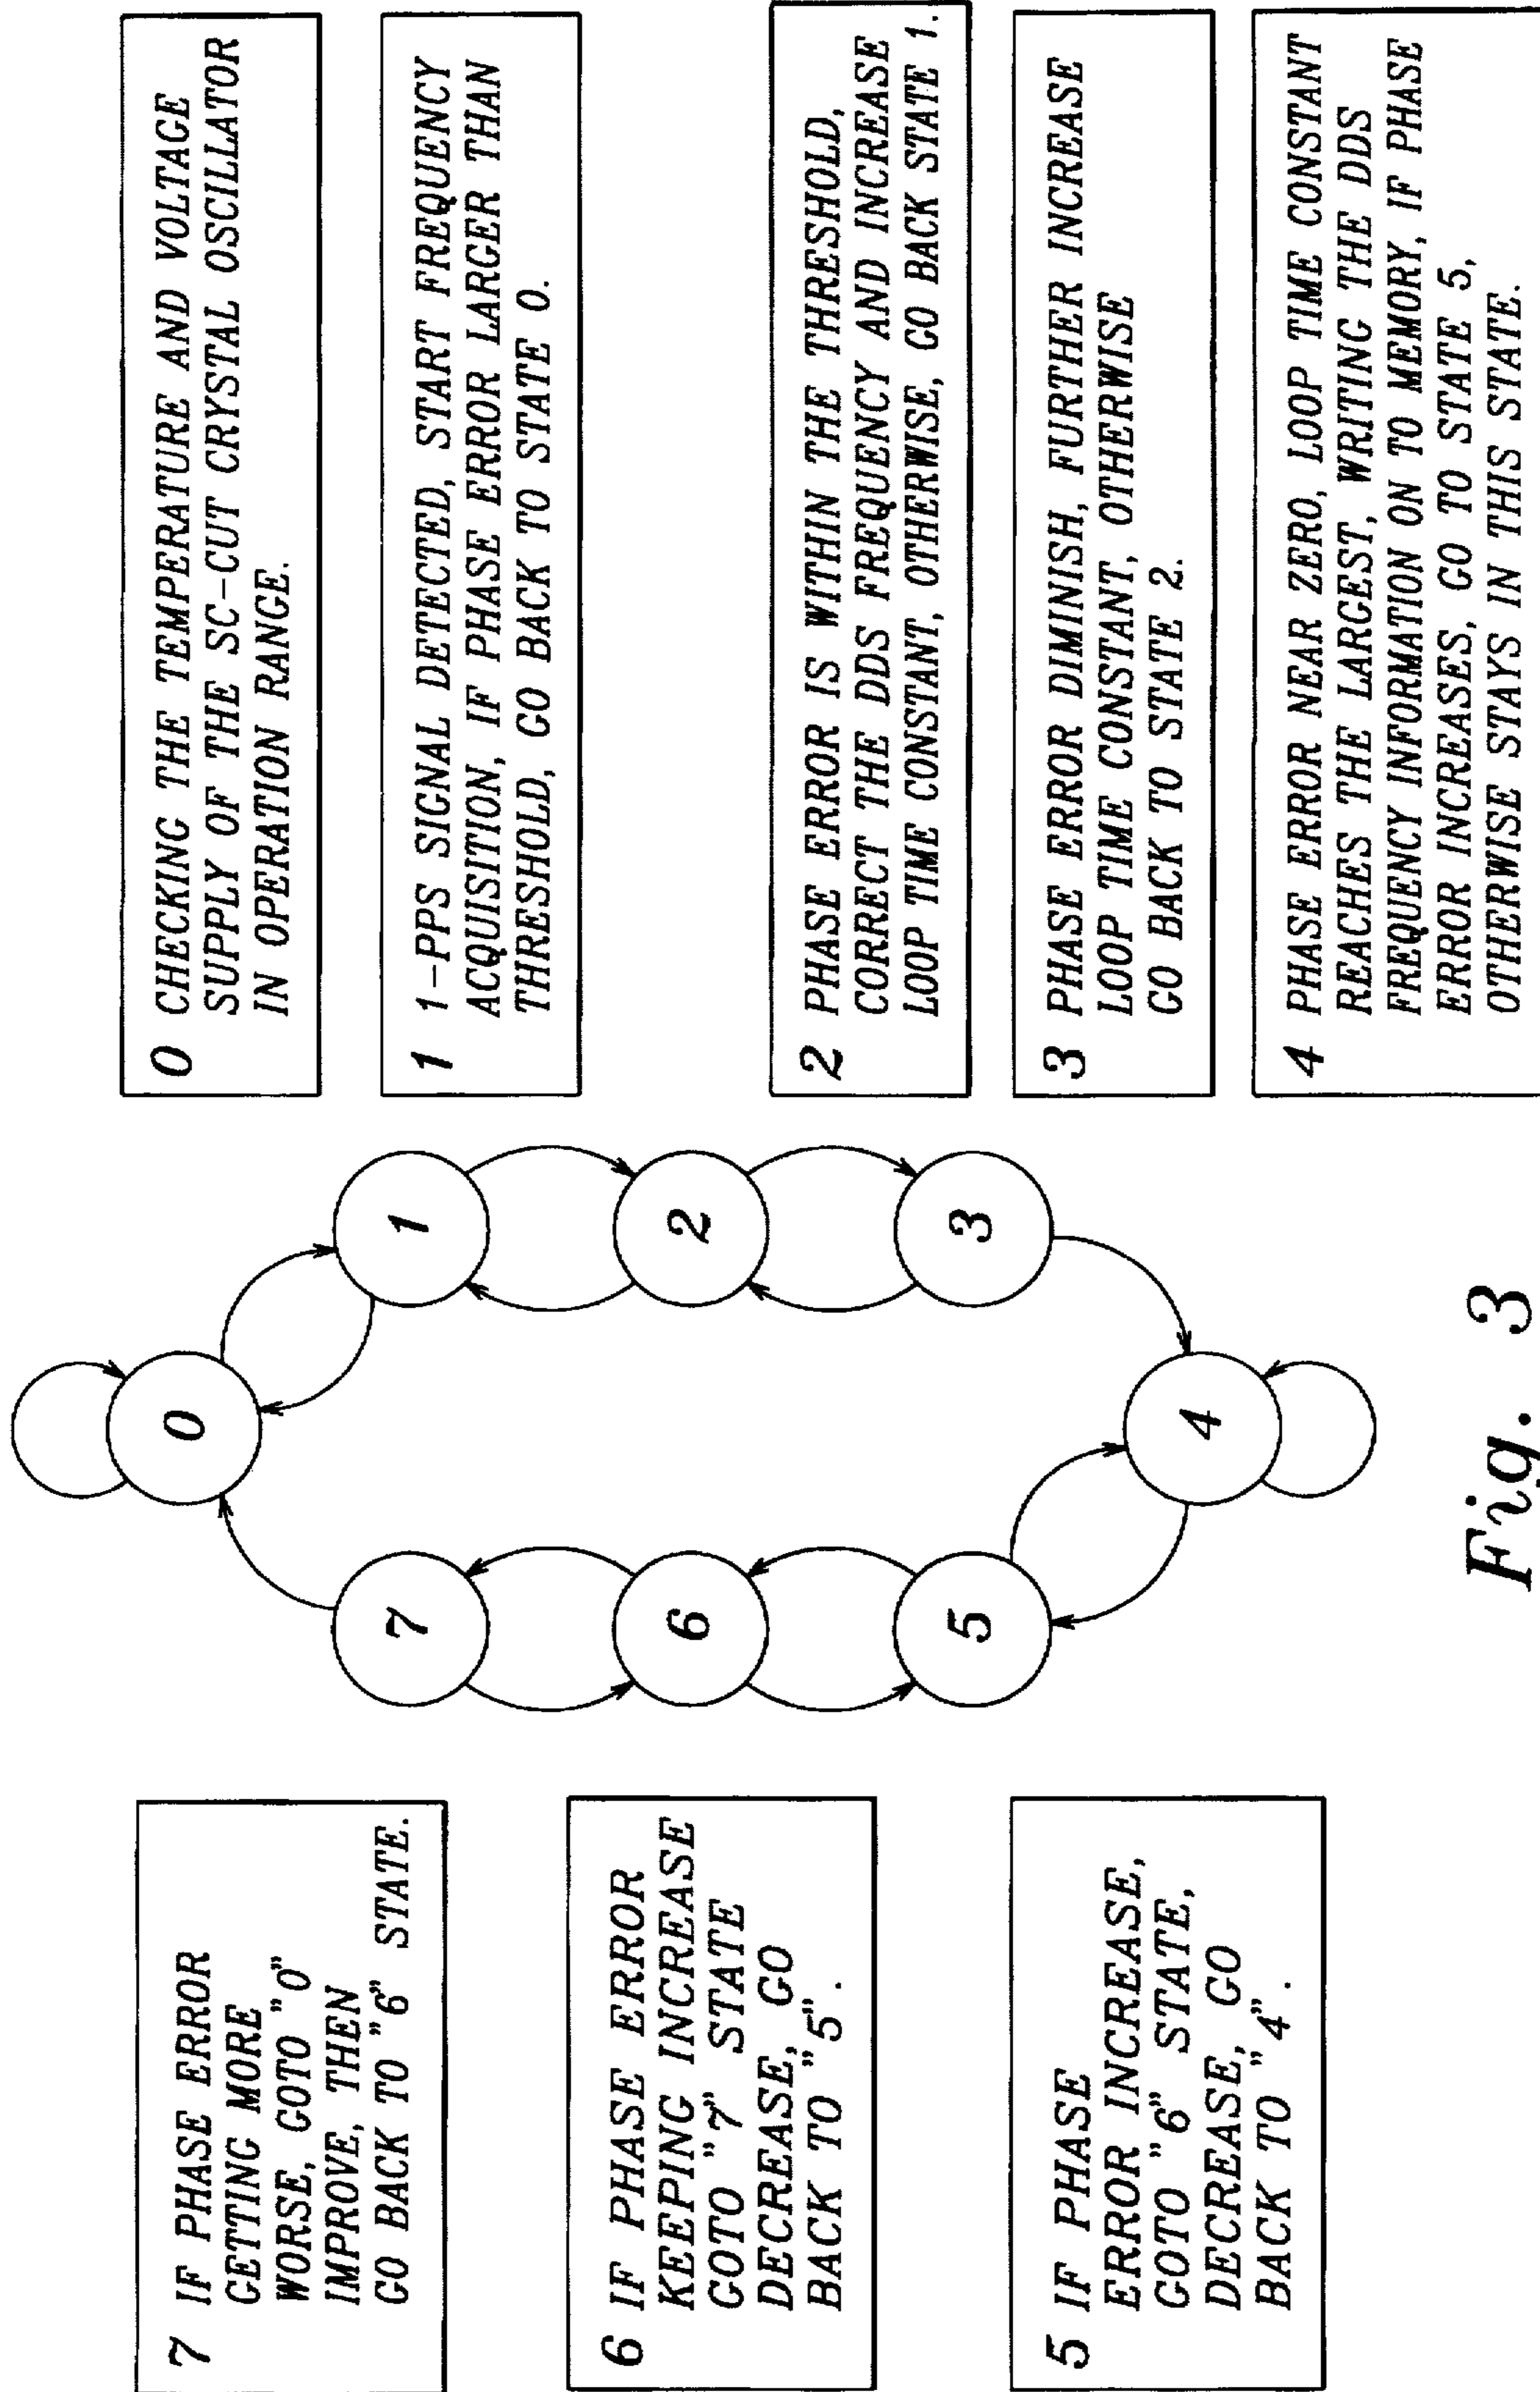 7 IF PHASE ERROR
GETTING MORE
WORSE, GOTO "0"
IMPROVE, THEN
GO BACK TO "6" STATE.
6 IF PHASE ERROR
KEEPING INCREASE
GOTO "7" STATE
DECREASE, GO
BACK TO "5".
5 IF PHASE
ERROR INCREASE,
GOTO "6" STATE,
DECREASE, GO
BACK TO "4".
0
7
1
6
2
5
3
4
0 CHECKING THE TEMPERATURE AND VOLTAGE
SUPPLY OF THE SC-CUT CRYSTAL OSCILLATOR
IN OPERATION RANGE.
1 1-PPS SIGNAL DETECTED, START FREQUENCY
ACQUISITION, IF PHASE ERROR LARGER THAN
THRESHOLD, GO BACK TO STATE 0.
2 PHASE ERROR IS WITHIN THE THRESHOLD,
CORRECT THE DDS FREQUENCY AND INCREASE
LOOP TIME CONSTANT, OTHERWISE, GO BACK STATE 1.
3 PHASE ERROR DIMINISH, FURTHER INCREASE
LOOP TIME CONSTANT, OTHERWISE
GO BACK TO STATE 2.
4 PHASE ERROR NEAR ZERO, LOOP TIME CONSTANT
REACHES THE LARGEST, WRITING THE DDS
FREQUENCY INFORMATION ON TO MEMORY, IF PHASE
ERROR INCREASES, GO TO STATE 5,
OTHERWISE STAYS IN THIS STATE.
Fig. 3